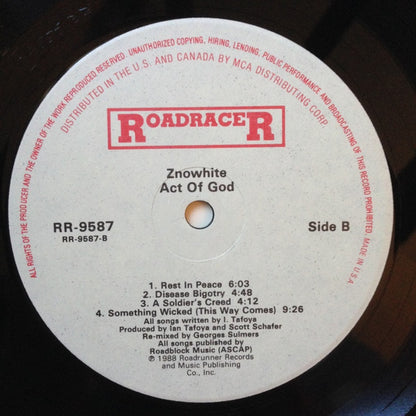 ALL RIGHTS OF THE PRODUCER AND THE OWNER OF THE WORK REPRODUCED RESERVED. UNAUTHORIZED COPYING, HIRING, LENDING, PUBLIC PERFORMANCE AND BROADCASTING OF THIS RECORD PROHIBITED. MADE IN U.S.A.
DISTRIBUTED IN THE U.S. AND CANADA BY MCA DISTRIBUTING CORP.
ROADRACER
Znowhite
Act Of God
RR-9587
RR-9587-B
Side B
1. Rest In Peace 6:03
2. Disease Bigotry 4:48
3. A Soldier's Creed 4:12
4. Something Wicked (This Way Comes) 9:26
All songs written by I. Tafoya
Produced by Ian Tafoya and Scott Schafer
Re-mixed by Georges Sulmers
All songs published by
Roadblock Music (ASCAP)
℗ 1988 Roadrunner Records
and Music Publishing
Co., Inc.